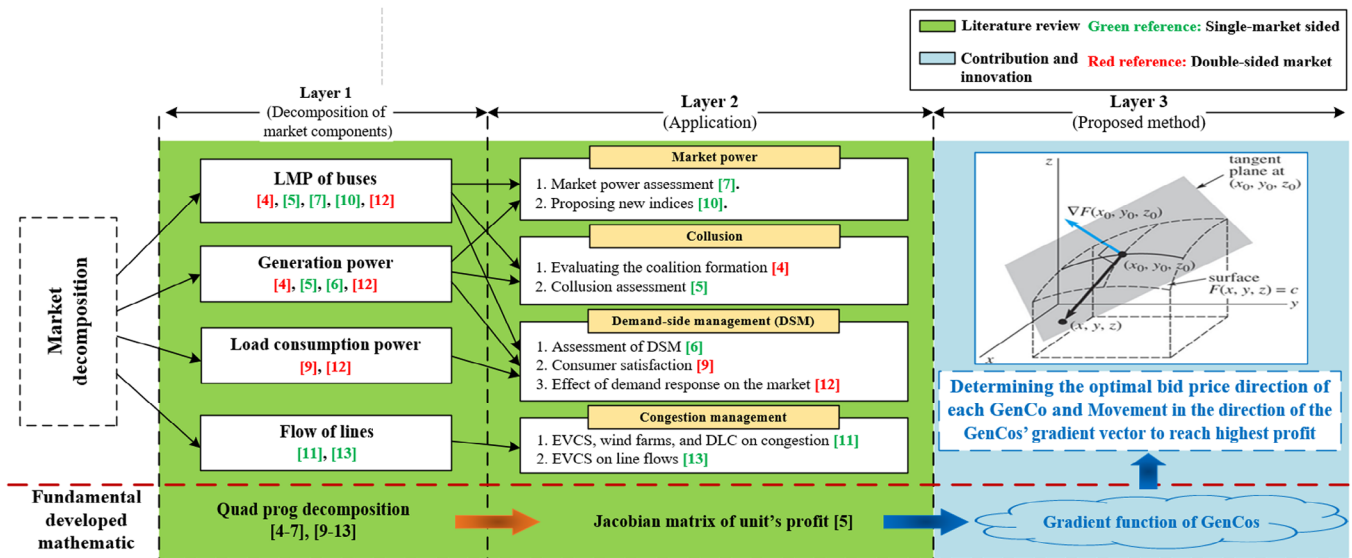 Literature review
Green reference: Single-market sided
Contribution and
innovation
Red reference: Double-sided market
Layer 1
(Decomposition of
market components)
Layer 2
(Application)
Layer 3
(Proposed method)
Market
decomposition
LMP of buses
[4], [5], [7], [10], [12]
Generation power
[4], [5], [6], [12]
Load consumption power
[9], [12]
Flow of lines
[11], [13]
Market power
1. Market power assessment [7].
2. Proposing new indices [10].
Collusion
1. Evaluating the coalition formation [4]
2. Collusion assessment [5]
Demand-side management (DSM)
1. Assessment of DSM [6]
2. Consumer satisfaction [9]
3. Effect of demand response on the market [12]
Congestion management
1. EVCS, wind farms, and DLC on congestion [11]
2. EVCS on line flows [13]
z
tangent
plane at
(x₀, y₀, z₀)
∇F(x₀, y₀, z₀)
(x₀, y₀, z₀)
surface
F(x, y, z) = c
y
(x, y, z)
x
Determining the optimal bid price direction of
each GenCo and Movement in the direction of the
GenCos' gradient vector to reach highest profit
Fundamental
developed
mathematic
Quad prog decomposition
[4-7], [9-13]
Jacobian matrix of unit's profit [5]
Gradient function of GenCos